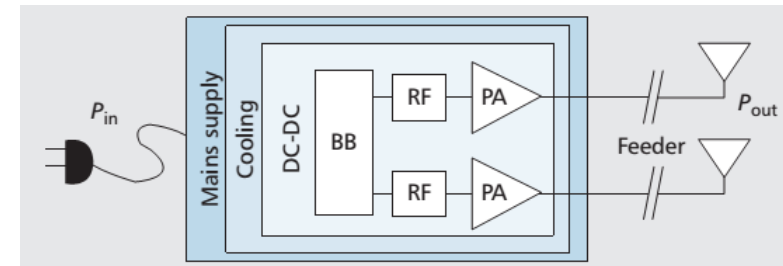 Pin
Mains supply
Cooling
DC-DC
BB
RF
PA
RF
PA
Feeder
Pout